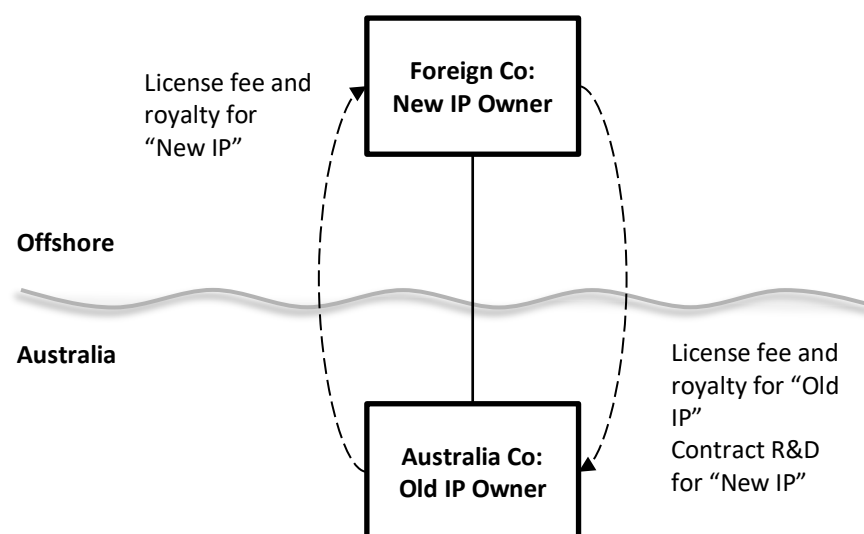 Foreign Co:
New IP Owner
License fee and
royalty for
“New IP”
Offshore
Australia
License fee and
royalty for “Old
IP”
Contract R&D
for “New IP”
Australia Co:
Old IP Owner